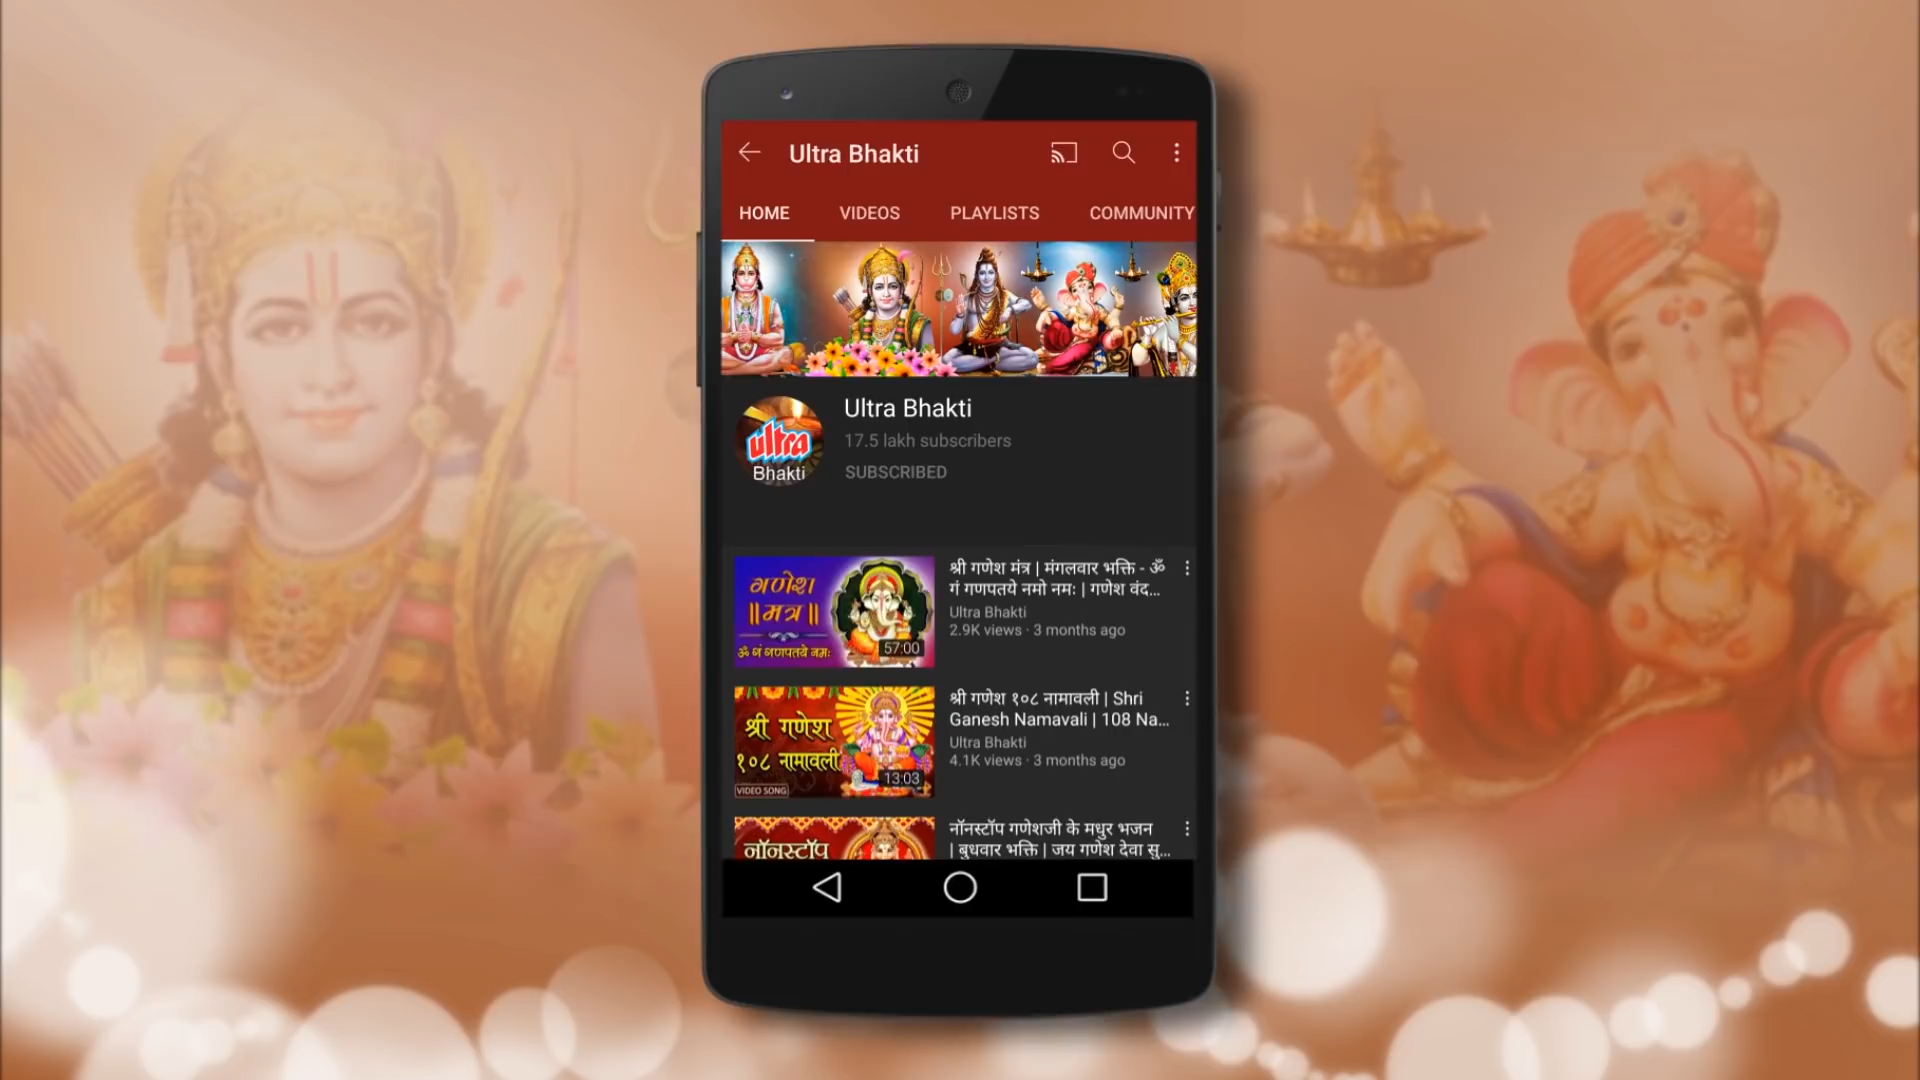 Ultra Bhakti
HOME VIDEOS PLAYLISTS COMMUNITY
ultra
Bhakti
Ultra Bhakti
17.5 lakh subscribers
SUBSCRIBED
गणेश
॥मंत्र॥
ॐ गं गणपतये नमः
57:00
श्री गणेश मंत्र | मंगलवार भक्ति - ॐ
गं गणपतये नमो नमः | गणेश वंद...
Ultra Bhakti
2.9K views · 3 months ago
श्री गणेश
१०८ नामावली
VIDEO SONG
13:03
श्री गणेश १०८ नामावली | Shri
Ganesh Namavali | 108 Na...
Ultra Bhakti
4.1K views · 3 months ago
नॉनस्टॉप
नॉनस्टॉप गणेशजी के मधुर भजन
| बुधवार भक्ति | जय गणेश देवा सु...